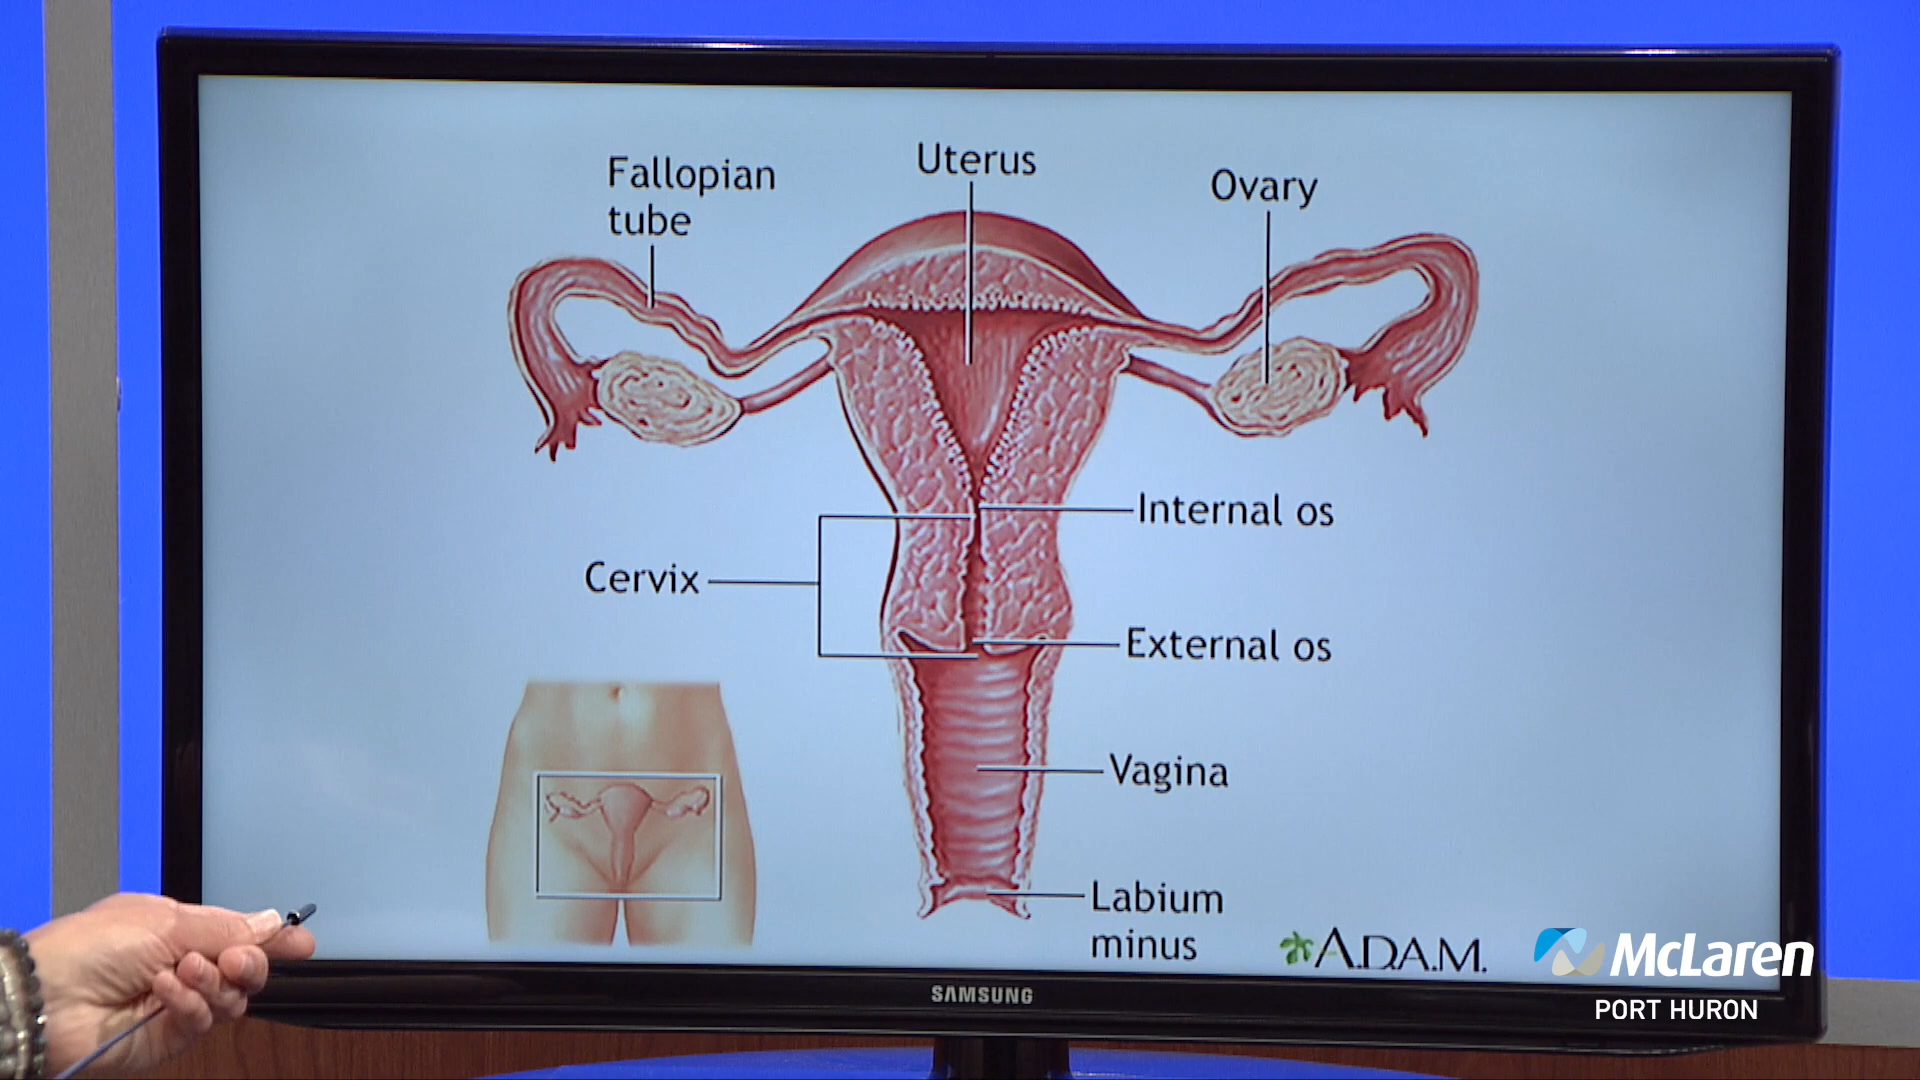 Fallopian
tube
Uterus
Ovary
Internal os
Cervix
External os
Vagina
Labium
minus
A.D.A.M.
McLaren
PORT HURON
SAMSUNG